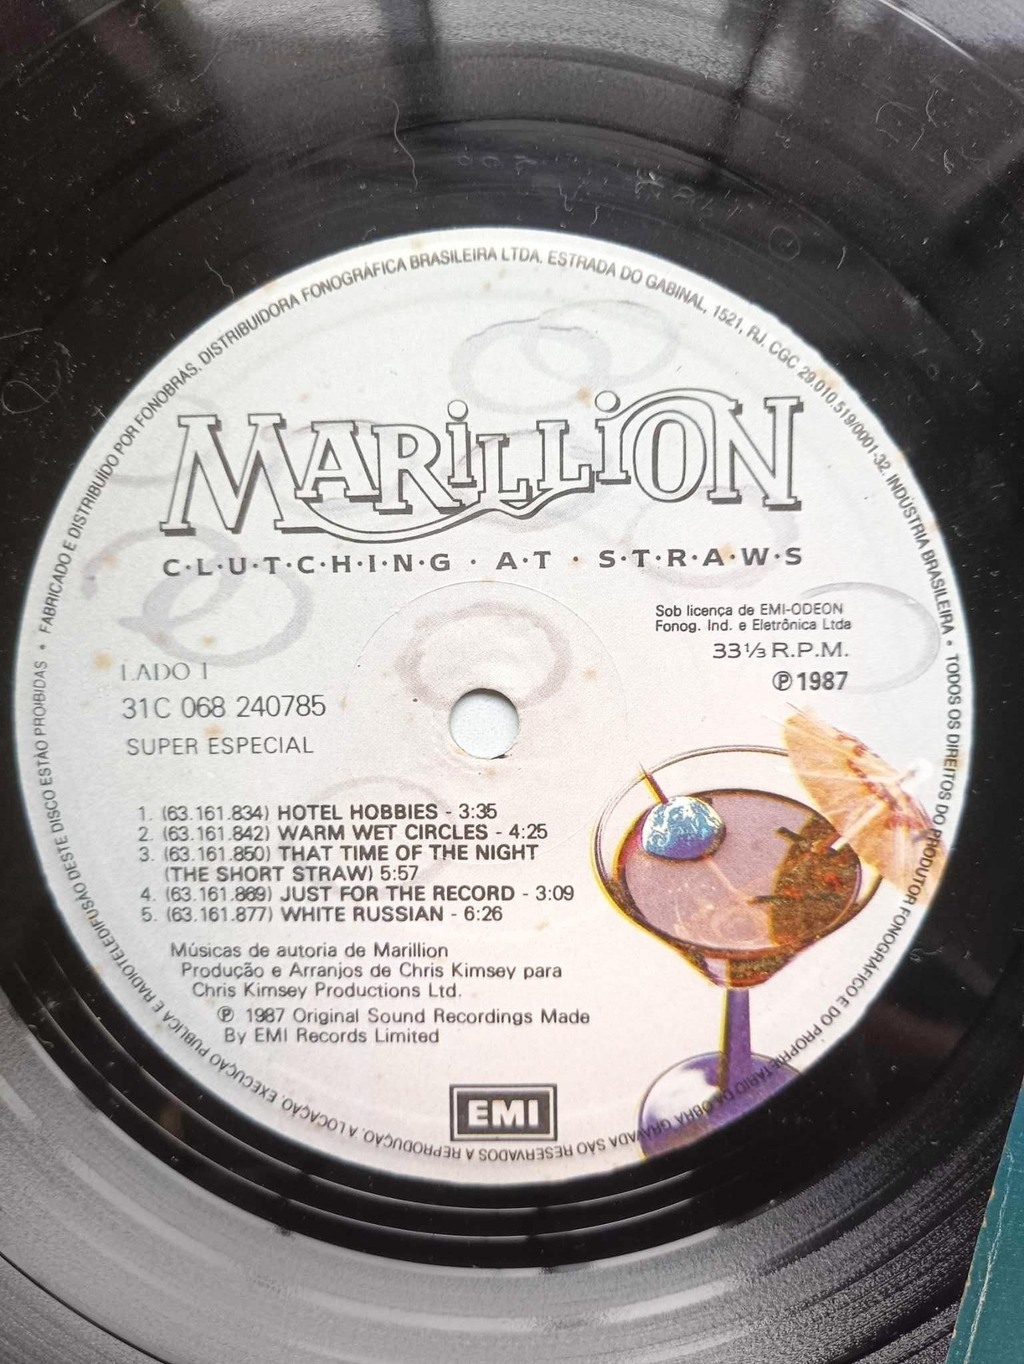 • FABRICADO E DISTRIBUÍDO POR FONOBRÁS. DISTRIBUIDORA FONOGRÁFICA BRASILEIRA LTDA. ESTRADA DO GABINAL, 1521, RJ. CGC 29.010.519/0001-32. INDÚSTRIA BRASILEIRA • TODOS OS DIREITOS DO PRODUTOR FONOGRÁFICO E DO PROPRIETÁRIO DA OBRA GRAVADA SÃO RESERVADOS A REPRODUÇÃO. A LOCAÇÃO. EXECUÇÃO PÚBLICA E RADIOTELEDIFUSÃO DESTE DISCO ESTÃO PROIBIDAS
MARiLLiON
C·L·U·T·C·H·I·N·G · A·T · S·T·R·A·W·S
Sob licença de EMI-ODEON
Fonog. Ind. e Eletrônica Ltda
33⅓ R.P.M.
℗ 1987
LADO 1
31C 068 240785
SUPER ESPECIAL
1. (63.161.834) HOTEL HOBBIES - 3:35
2. (63.161.842) WARM WET CIRCLES - 4:25
3. (63.161.850) THAT TIME OF THE NIGHT
(THE SHORT STRAW) 5:57
4. (63.161.869) JUST FOR THE RECORD - 3:09
5. (63.161.877) WHITE RUSSIAN - 6:26
Músicas de autoria de Marillion
Produção e Arranjos de Chris Kimsey para
Chris Kimsey Productions Ltd.
℗ 1987 Original Sound Recordings Made
By EMI Records Limited
EMI